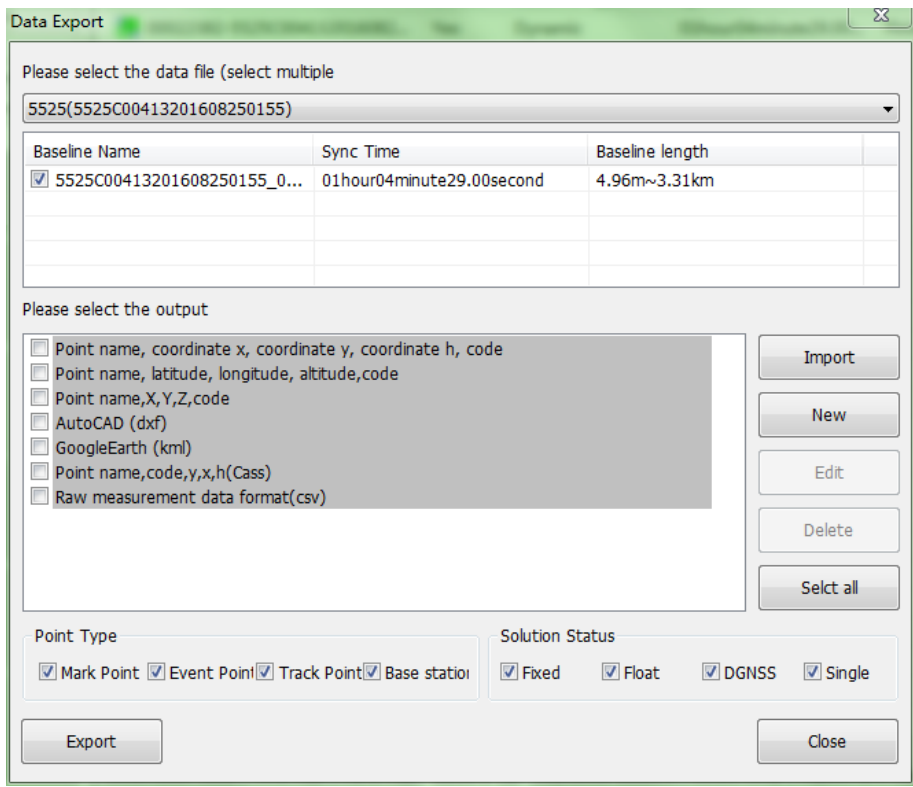 Data Export
Please select the data file (select multiple
5525(5525C00413201608250155)
Baseline Name Sync Time Baseline length
5525C00413201608250155_0... 01hour04minute29.00second 4.96m~3.31km
Please select the output
Point name, coordinate x, coordinate y, coordinate h, code
Point name, latitude, longitude, altitude,code
Point name,X,Y,Z,code
AutoCAD (dxf)
GoogleEarth (kml)
Point name,code,y,x,h(Cass)
Raw measurement data format(csv)
Import
New
Edit
Delete
Selct all
Point Type
Mark Point Event Point Track Point Base station
Solution Status
Fixed Float DGNSS Single
Export
Close